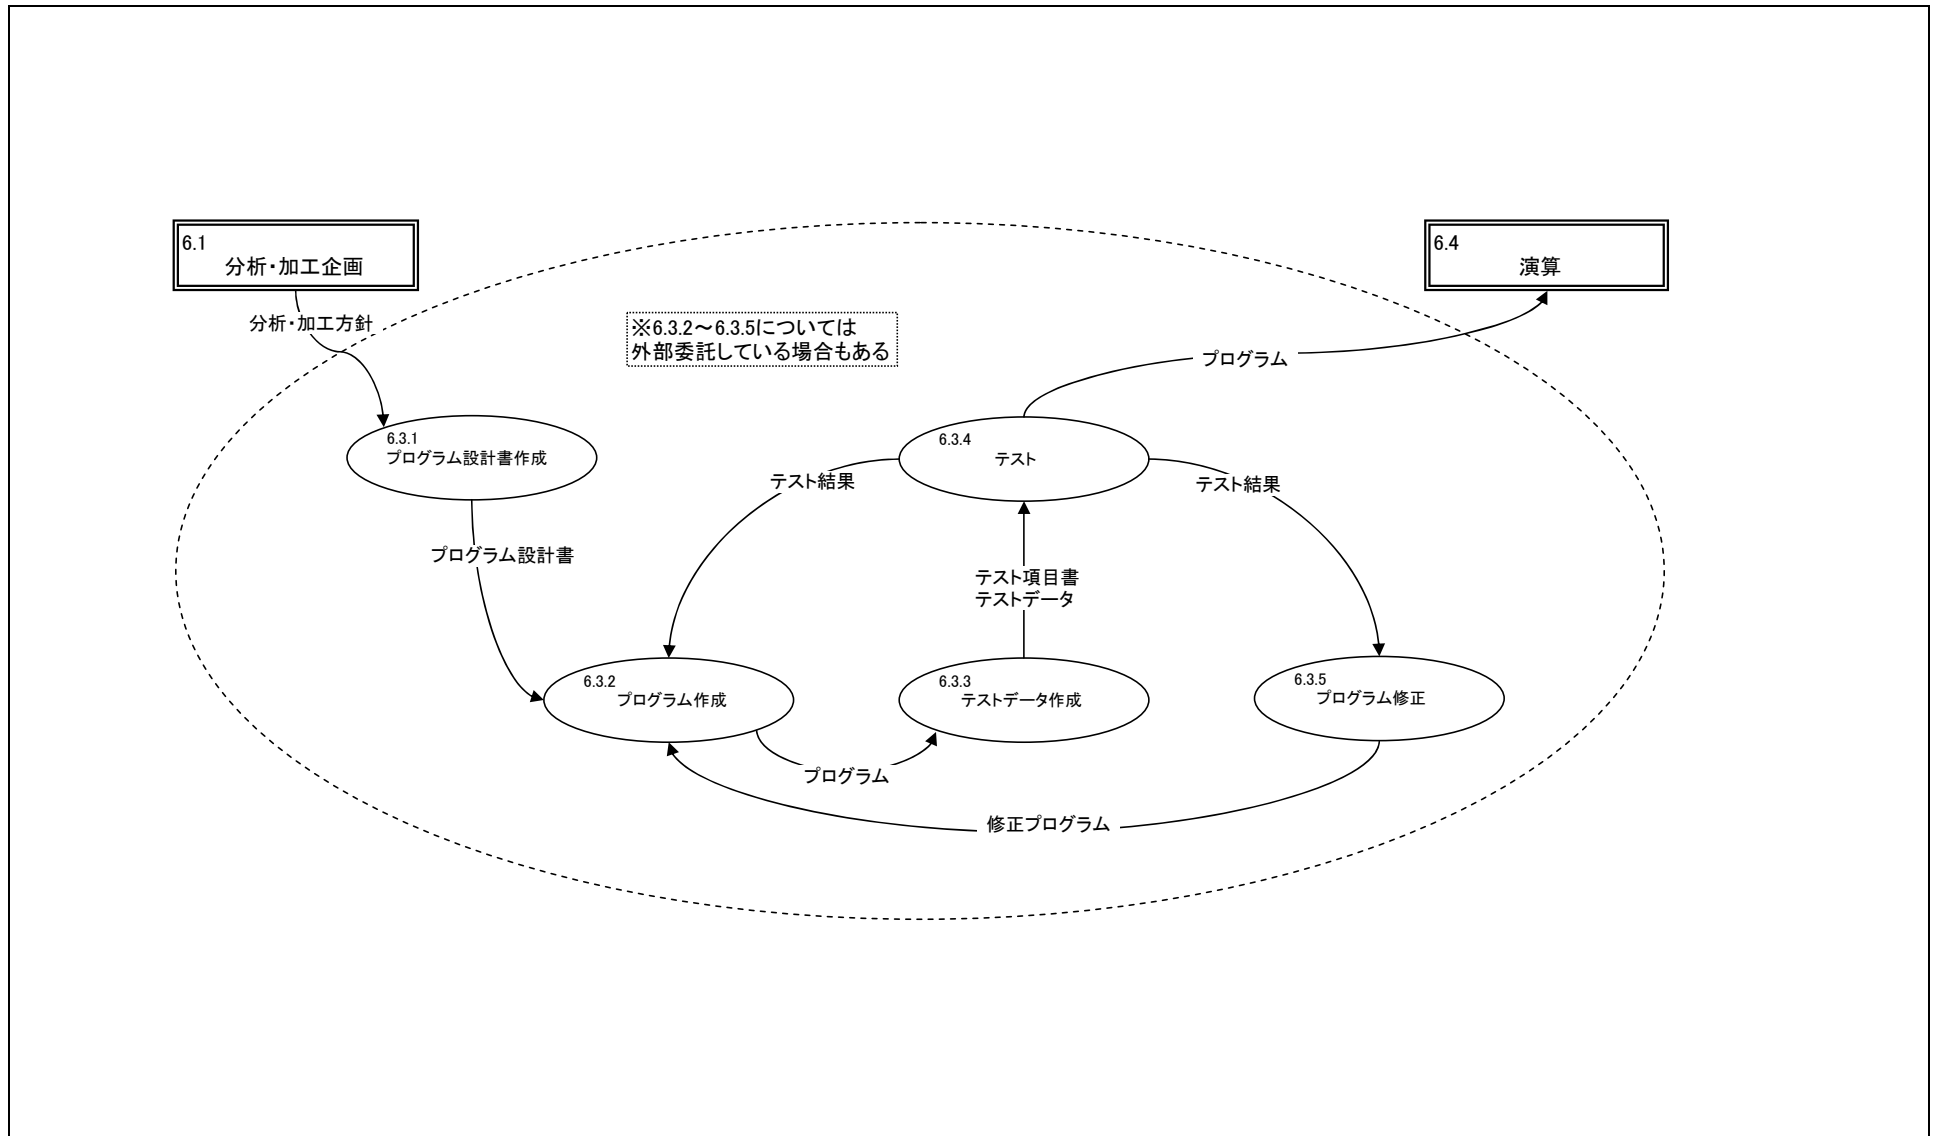 6.1
分析・加工企画
6.4
演算
分析・加工方針
※6.3.2～6.3.5については
外部委託している場合もある
プログラム
6.3.1
プログラム設計書作成
6.3.4
テスト
テスト結果
テスト結果
プログラム設計書
テスト項目書
テストデータ
6.3.2
プログラム作成
6.3.3
テストデータ作成
6.3.5
プログラム修正
プログラム
修正プログラム